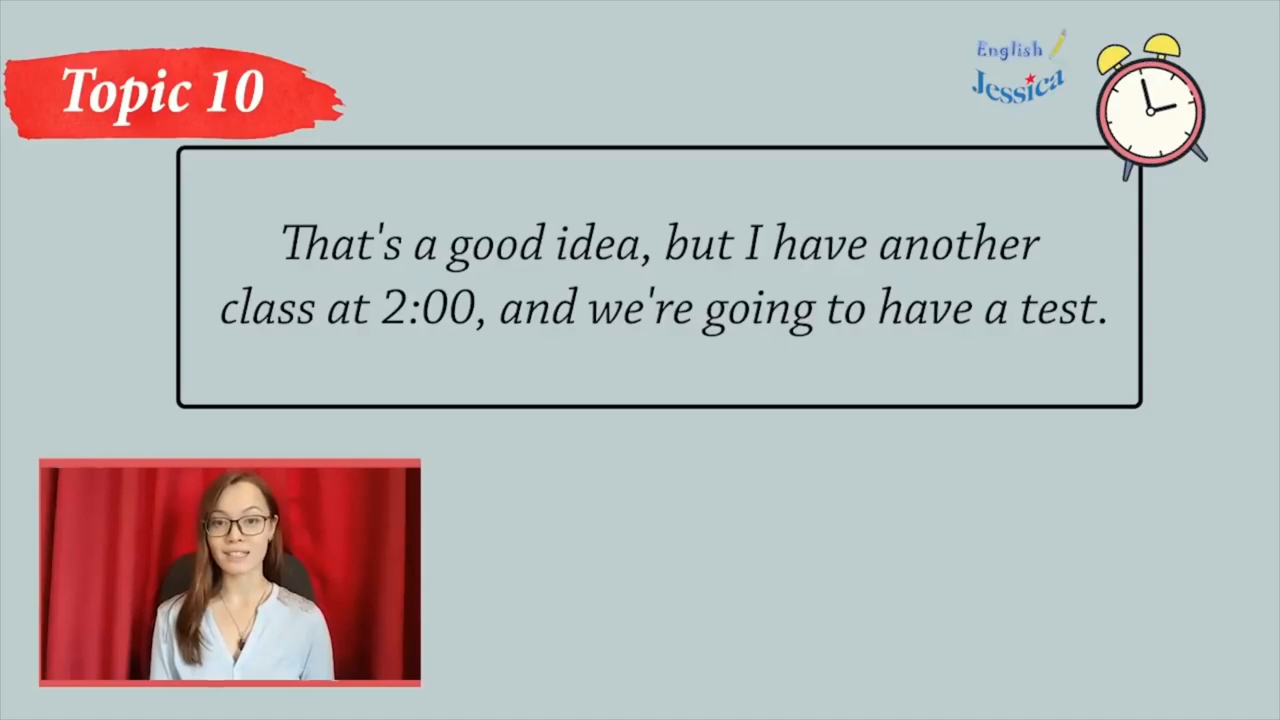 Topic 10
English
Jessica
That's a good idea, but I have another
class at 2:00, and we're going to have a test.